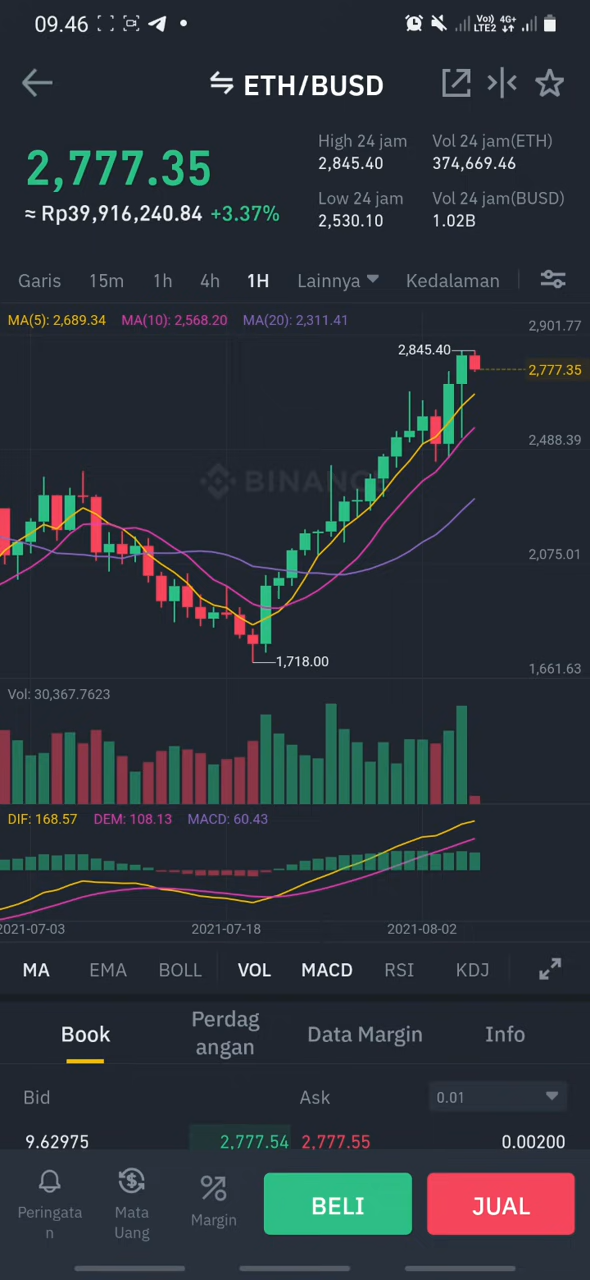 09.46
Vo)) 4G+
LTE2
ETH/BUSD
2,777.35
≈ Rp39,916,240.84 +3.37%
High 24 jam
2,845.40
Vol 24 jam(ETH)
374,669.46
Low 24 jam
2,530.10
Vol 24 jam(BUSD)
1.02B
Garis 15m 1h 4h 1H Lainnya Kedalaman
MA(5): 2,689.34 MA(10): 2,568.20 MA(20): 2,311.41
2,901.77
2,845.40
2,777.35
2,488.39
BINANC
2,075.01
1,718.00
1,661.63
Vol: 30,367.7623
DIF: 168.57 DEM: 108.13 MACD: 60.43
2021-07-03 2021-07-18 2021-08-02
MA EMA BOLL VOL MACD RSI KDJ
Book
Perdag
angan
Data Margin
Info
Bid Ask 0.01
9.62975 2,777.54 2,777.55 0.00200
Peringata
n
Mata
Uang
Margin
BELI
JUAL